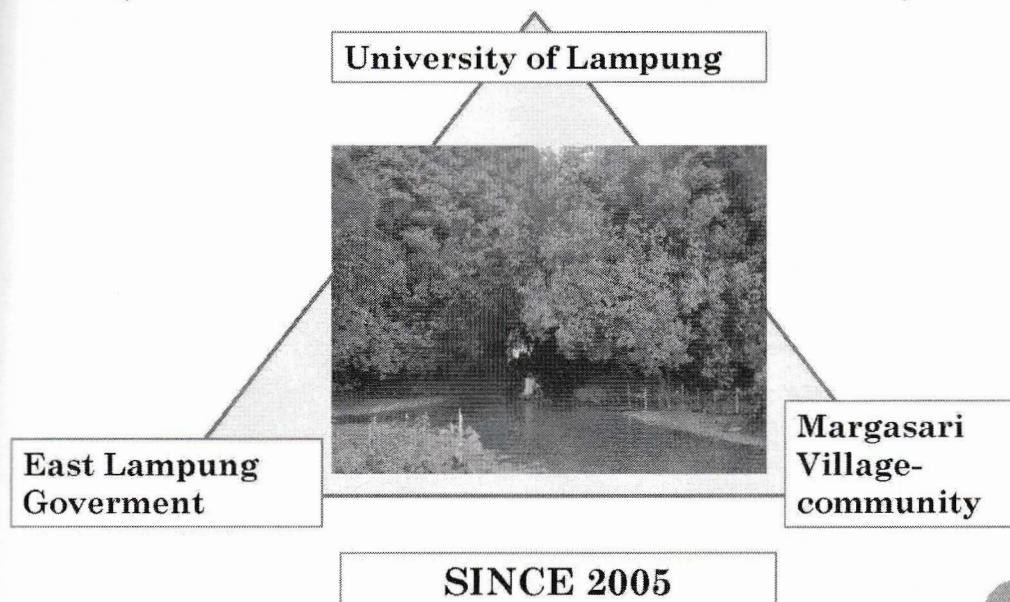 University of Lampung
East Lampung
Goverment
Margasari
Village-
community
SINCE 2005